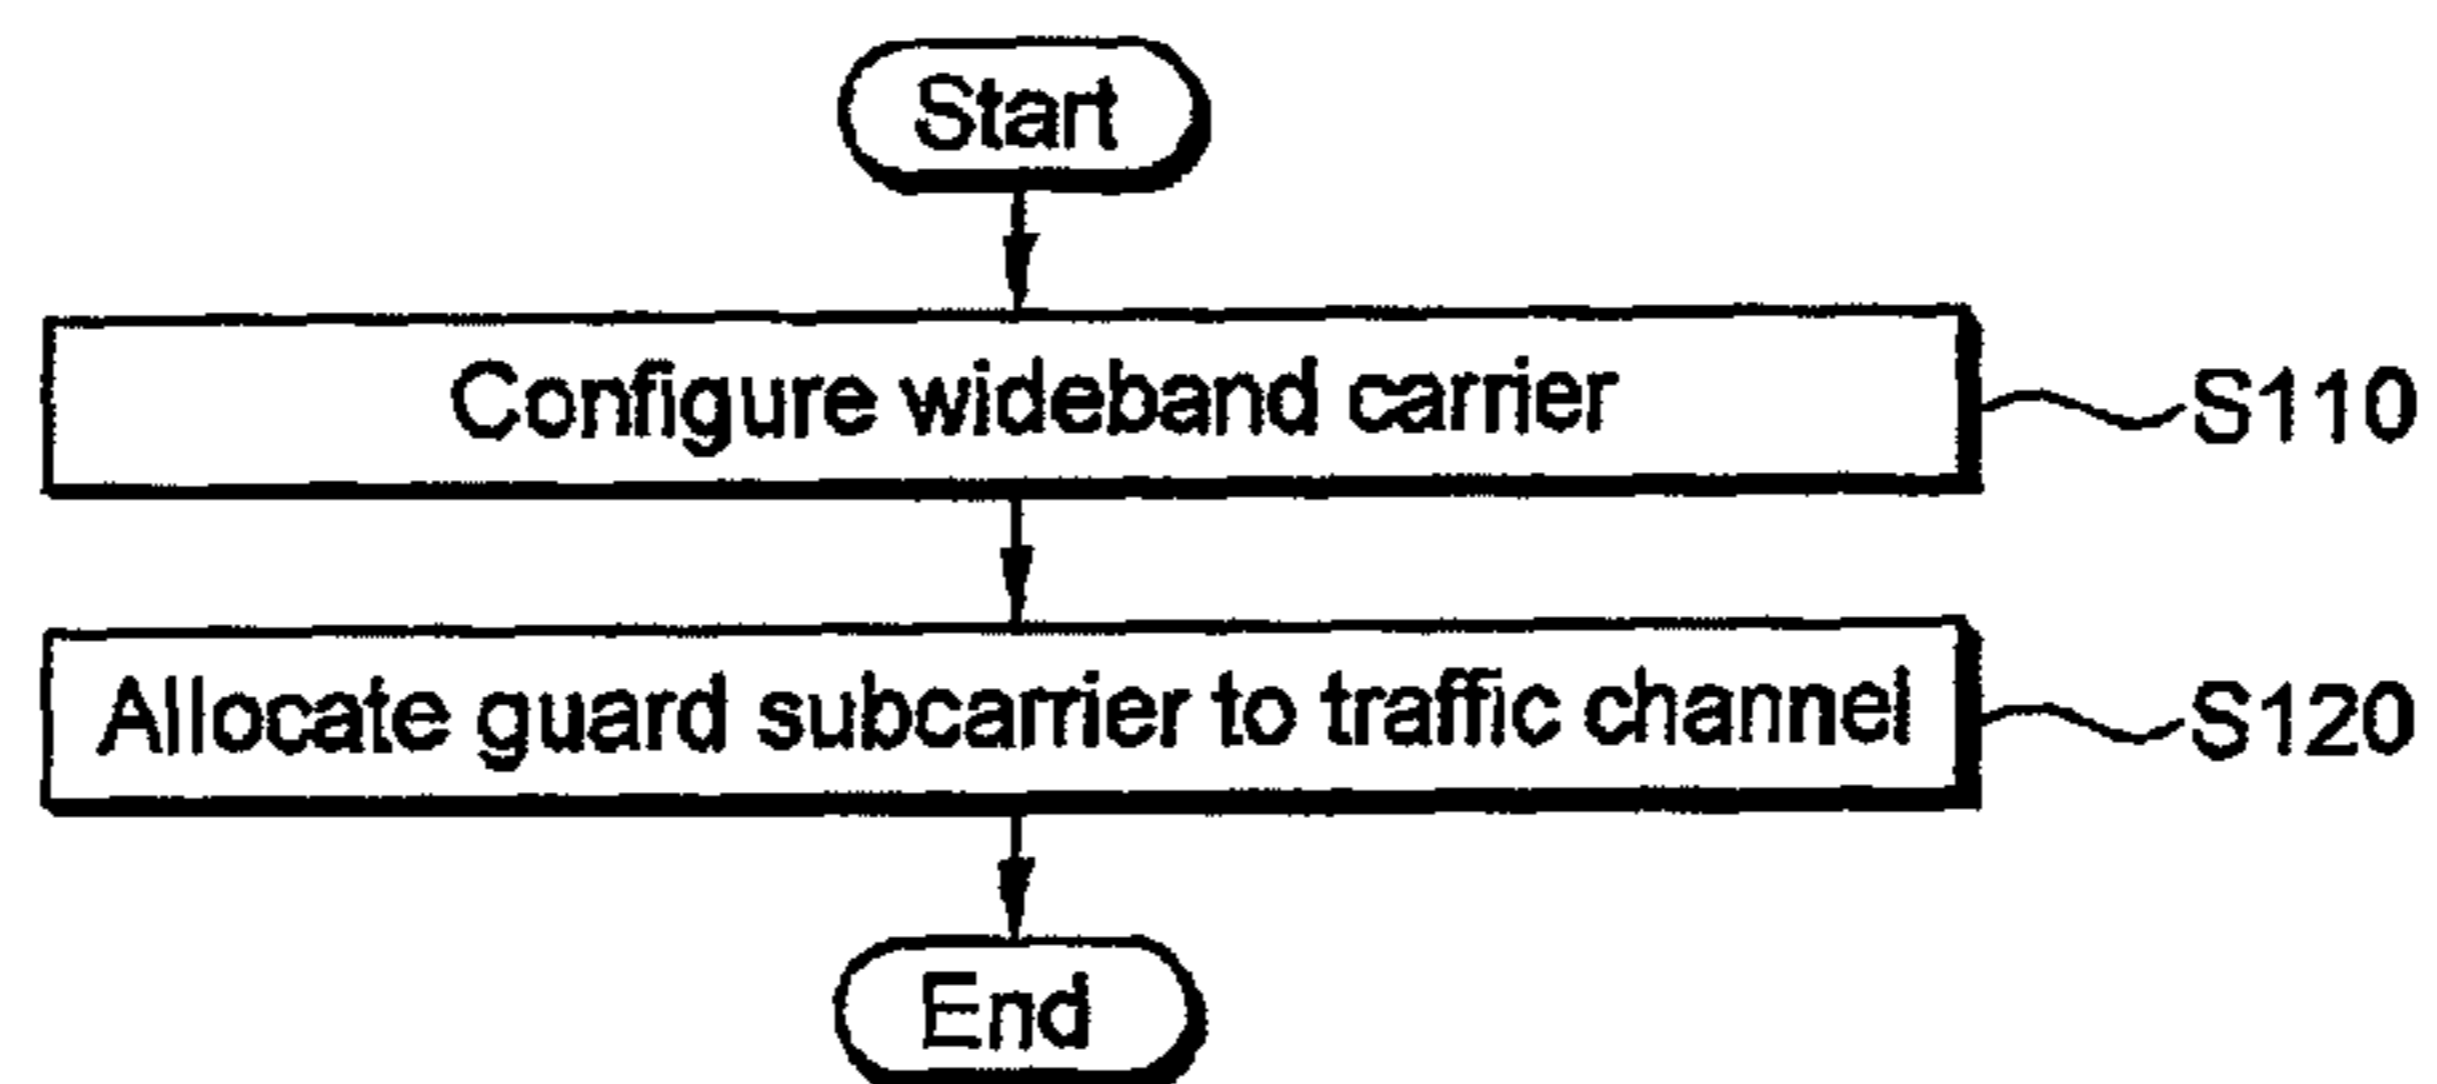 Start
Configure wideband carrier
S110
Allocate guard subcarrier to traffic channel
S120
End